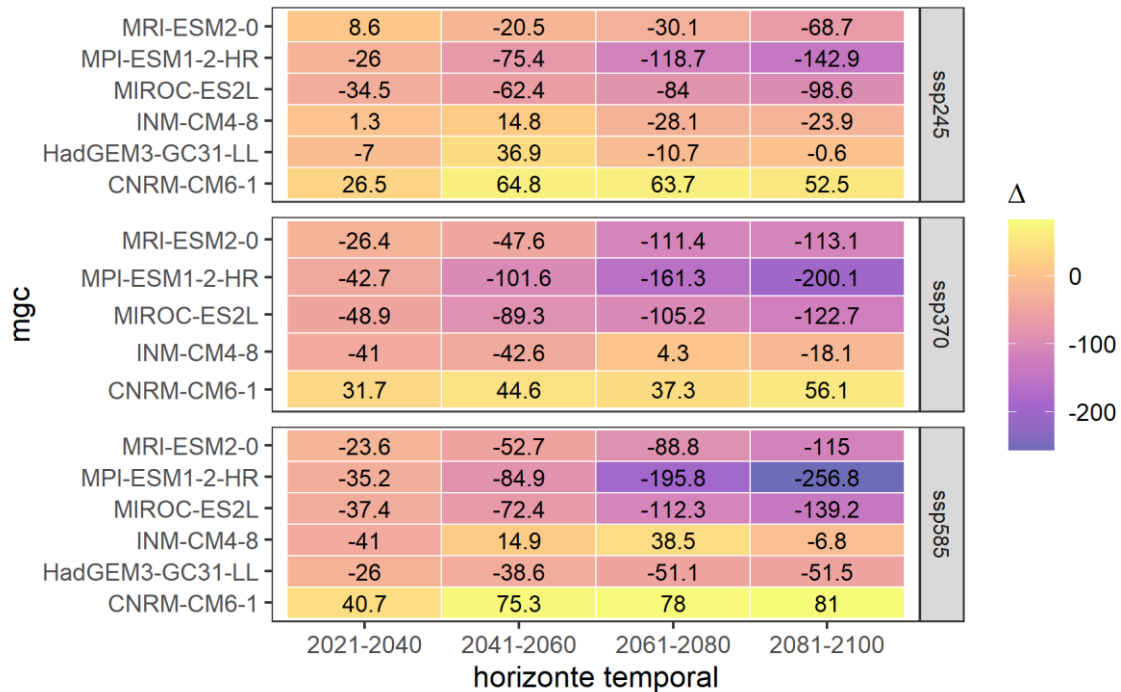 MRI-ESM2-0 8.6 -20.5 -30.1 -68.7
MPI-ESM1-2-HR -26 -75.4 -118.7 -142.9
MIROC-ES2L -34.5 -62.4 -84 -98.6
INM-CM4-8 1.3 14.8 -28.1 -23.9
HadGEM3-GC31-LL -7 36.9 -10.7 -0.6
CNRM-CM6-1 26.5 64.8 63.7 52.5
ssp245
MRI-ESM2-0 -26.4 -47.6 -111.4 -113.1
MPI-ESM1-2-HR -42.7 -101.6 -161.3 -200.1
MIROC-ES2L -48.9 -89.3 -105.2 -122.7
INM-CM4-8 -41 -42.6 4.3 -18.1
CNRM-CM6-1 31.7 44.6 37.3 56.1
ssp370
MRI-ESM2-0 -23.6 -52.7 -88.8 -115
MPI-ESM1-2-HR -35.2 -84.9 -195.8 -256.8
MIROC-ES2L -37.4 -72.4 -112.3 -139.2
INM-CM4-8 -41 14.9 38.5 -6.8
HadGEM3-GC31-LL -26 -38.6 -51.1 -51.5
CNRM-CM6-1 40.7 75.3 78 81
ssp585
2021-2040 2041-2060 2061-2080 2081-2100
horizonte temporal
mgc
Δ
0
-100
-200